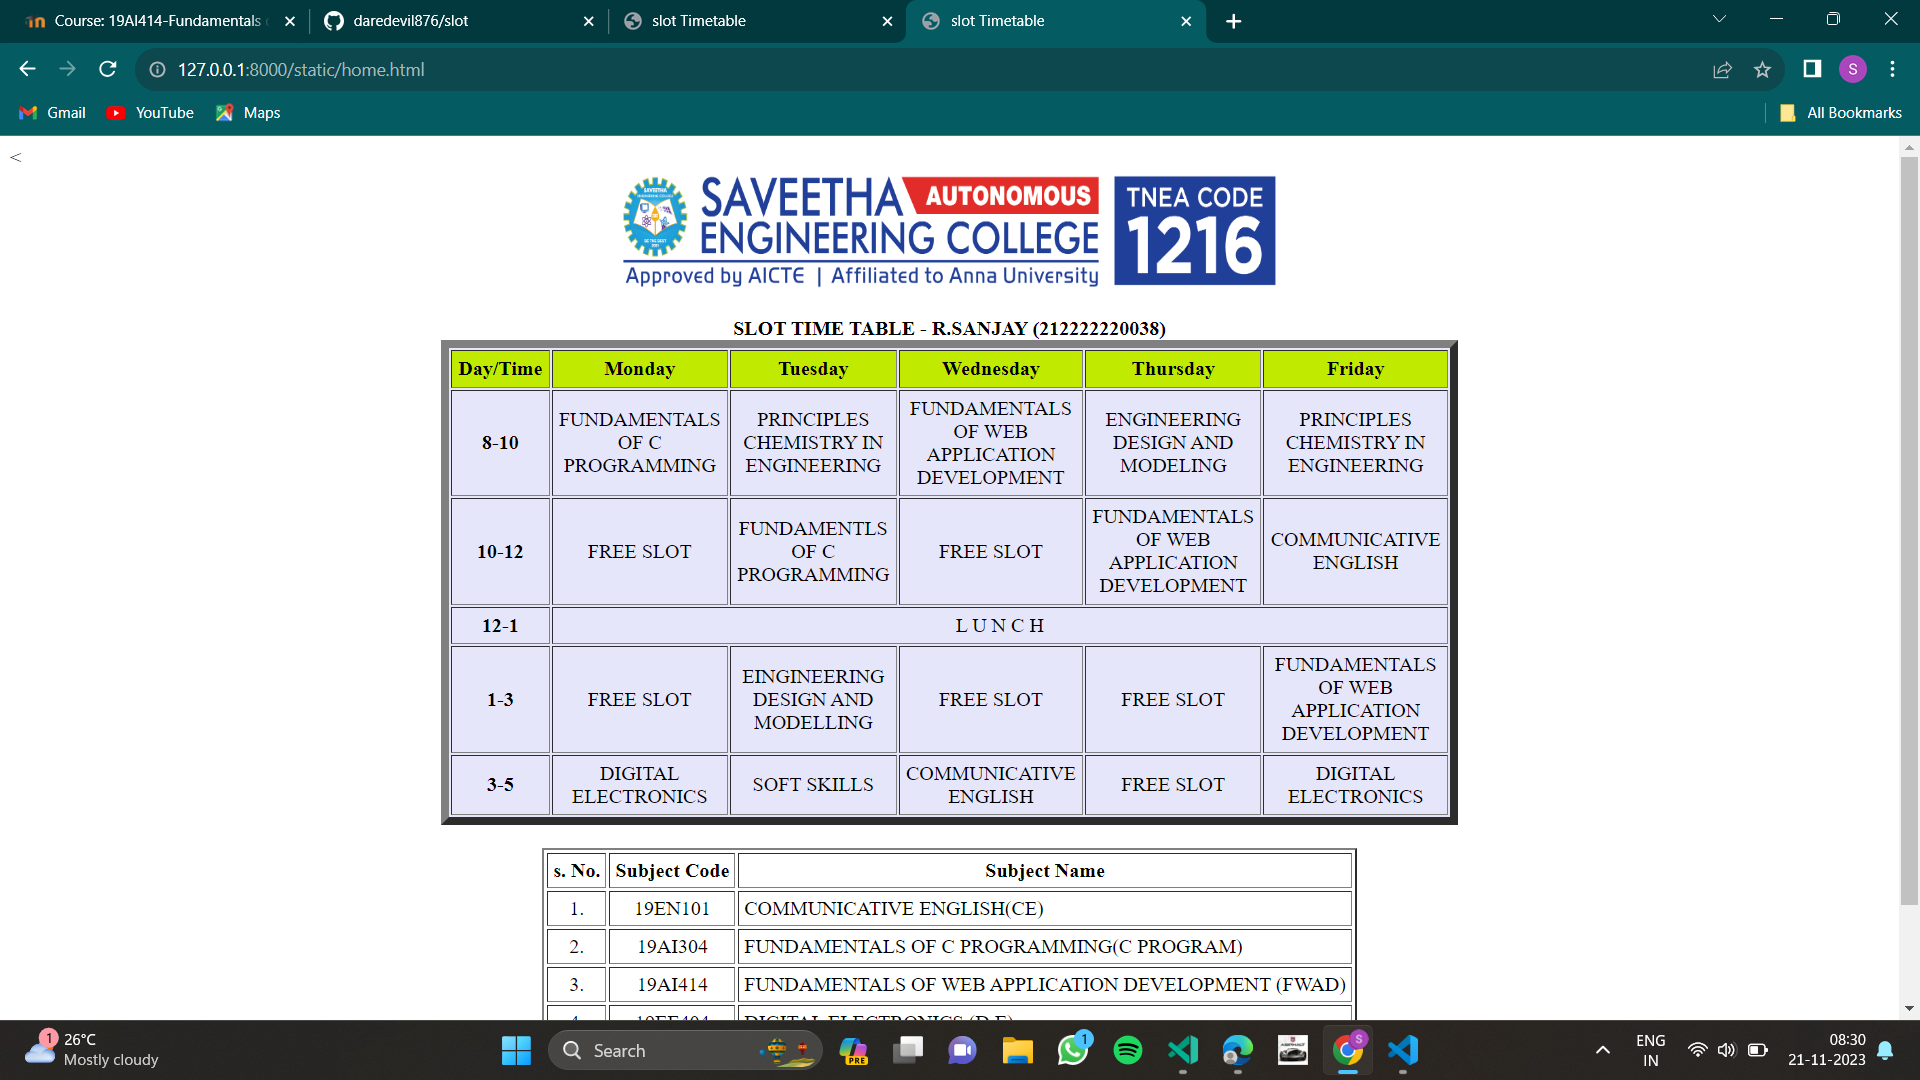 Course: 19AI414-Fundamentals
daredevil876/slot
slot Timetable
slot Timetable
127.0.0.1:8000/static/home.html
S
Gmail
YouTube
Maps
All Bookmarks
<
SAVEETHA AUTONOMOUS
ENGINEERING COLLEGE
Approved by AICTE | Affiliated to Anna University
TNEA CODE
1216
SLOT TIME TABLE - R.SANJAY (212222220038)
Day/Time Monday Tuesday Wednesday Thursday Friday
8-10
FUNDAMENTALS
OF C
PROGRAMMING
PRINCIPLES
CHEMISTRY IN
ENGINEERING
FUNDAMENTALS
OF WEB
APPLICATION
DEVELOPMENT
ENGINEERING
DESIGN AND
MODELING
PRINCIPLES
CHEMISTRY IN
ENGINEERING
10-12
FREE SLOT
FUNDAMENTLS
OF C
PROGRAMMING
FREE SLOT
FUNDAMENTALS
OF WEB
APPLICATION
DEVELOPMENT
COMMUNICATIVE
ENGLISH
12-1
L U N C H
1-3
FREE SLOT
EINGINEERING
DESIGN AND
MODELLING
FREE SLOT
FREE SLOT
FUNDAMENTALS
OF WEB
APPLICATION
DEVELOPMENT
3-5
DIGITAL
ELECTRONICS
SOFT SKILLS
COMMUNICATIVE
ENGLISH
FREE SLOT
DIGITAL
ELECTRONICS
s. No. Subject Code Subject Name
1. 19EN101 COMMUNICATIVE ENGLISH(CE)
2. 19AI304 FUNDAMENTALS OF C PROGRAMMING(C PROGRAM)
3. 19AI414 FUNDAMENTALS OF WEB APPLICATION DEVELOPMENT (FWAD)
1
26°C
Mostly cloudy
Search
PRE
1
S
ENG
IN
08:30
21-11-2023